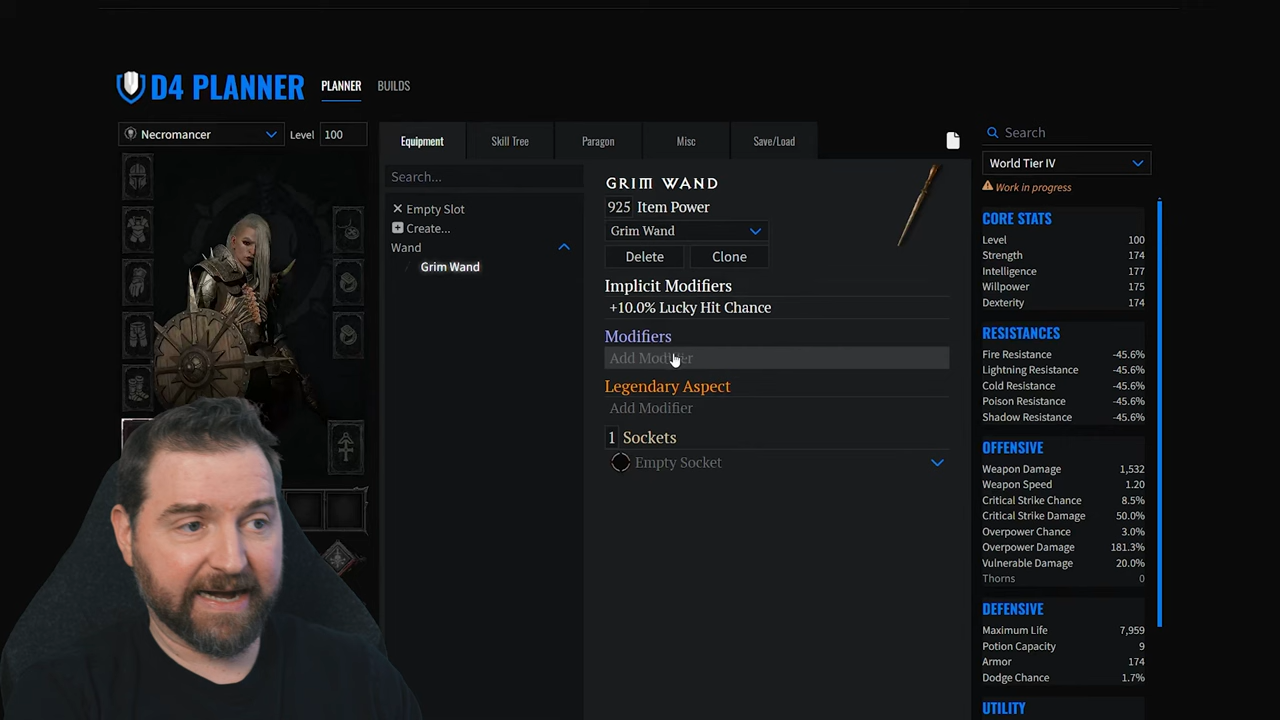 D4 PLANNER
PLANNER
BUILDS
Necromancer
Level 100
Equipment
Skill Tree
Paragon
Misc
Save/Load
Search...
Empty Slot
Create...
Wand
Grim Wand
GRIM WAND
925 Item Power
Grim Wand
Delete
Clone
Implicit Modifiers
+10.0% Lucky Hit Chance
Modifiers
Add Modifier
Legendary Aspect
Add Modifier
1 Sockets
Empty Socket
Search
World Tier IV
Work in progress
CORE STATS
Level 100
Strength 174
Intelligence 177
Willpower 175
Dexterity 174
RESISTANCES
Fire Resistance -45.6%
Lightning Resistance -45.6%
Cold Resistance -45.6%
Poison Resistance -45.6%
Shadow Resistance -45.6%
OFFENSIVE
Weapon Damage 1,532
Weapon Speed 1.20
Critical Strike Chance 8.5%
Critical Strike Damage 50.0%
Overpower Chance 3.0%
Overpower Damage 181.3%
Vulnerable Damage 20.0%
Thorns 0
DEFENSIVE
Maximum Life 7,959
Potion Capacity 9
Armor 174
Dodge Chance 1.7%
UTILITY